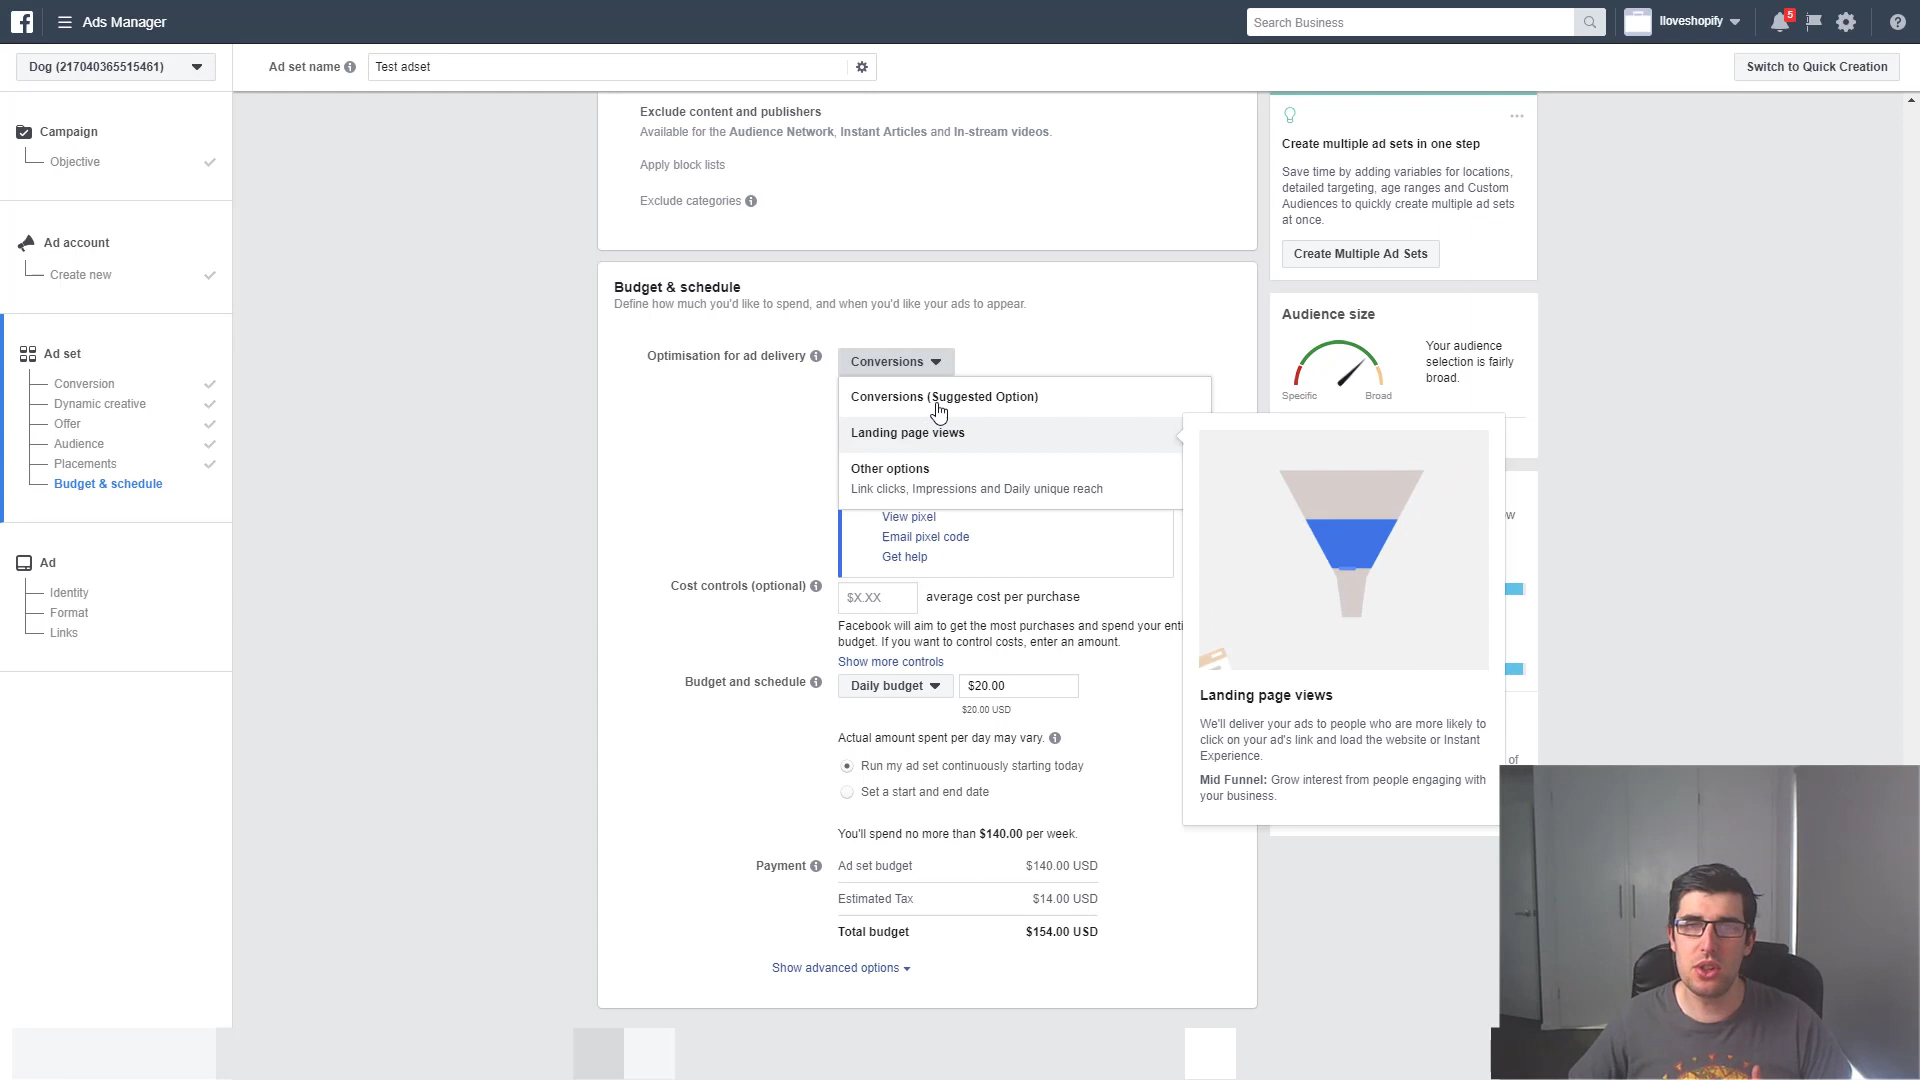 Ads Manager
Search Business
Iloveshopify
5
Dog (217040365515461)
Ad set name
Test adset
Switch to Quick Creation
Campaign
Objective
Ad account
Create new
Ad set
Conversion
Dynamic creative
Offer
Audience
Placements
Budget & schedule
Ad
Identity
Format
Links
Exclude content and publishers
Available for the Audience Network, Instant Articles and In-stream videos.
Apply block lists
Exclude categories
Budget & schedule
Define how much you'd like to spend, and when you'd like your ads to appear.
Optimisation for ad delivery
Conversions
Conversions (Suggested Option)
Landing page views
Other options
Link clicks, Impressions and Daily unique reach
View pixel
Email pixel code
Get help
Cost controls (optional)
$X.XX
average cost per purchase
Facebook will aim to get the most purchases and spend your enti
budget. If you want to control costs, enter an amount.
Show more controls
Budget and schedule
Daily budget
$20.00
$20.00 USD
Actual amount spent per day may vary.
Run my ad set continuously starting today
Set a start and end date
You'll spend no more than $140.00 per week.
Payment
Ad set budget $140.00 USD
Estimated Tax $14.00 USD
Total budget $154.00 USD
Show advanced options
Create multiple ad sets in one step
Save time by adding variables for locations,
detailed targeting, age ranges and Custom
Audiences to quickly create multiple ad sets
at once.
Create Multiple Ad Sets
Audience size
Your audience
selection is fairly
broad.
Specific
Broad
w
of
Landing page views
We'll deliver your ads to people who are more likely to
click on your ad's link and load the website or Instant
Experience.
Mid Funnel: Grow interest from people engaging with
your business.